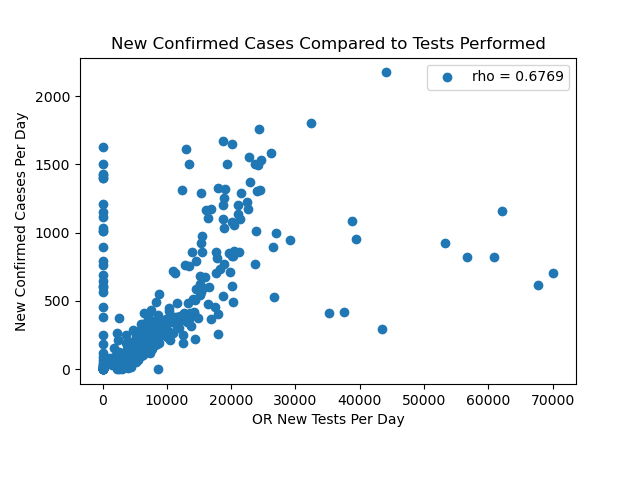 New Confirmed Cases Compared to Tests Performed
rho = 0.6769
New Confirmed Caeses Per Day
2000
1500
1000
500
0
0 10000 20000 30000 40000 50000 60000 70000
OR New Tests Per Day